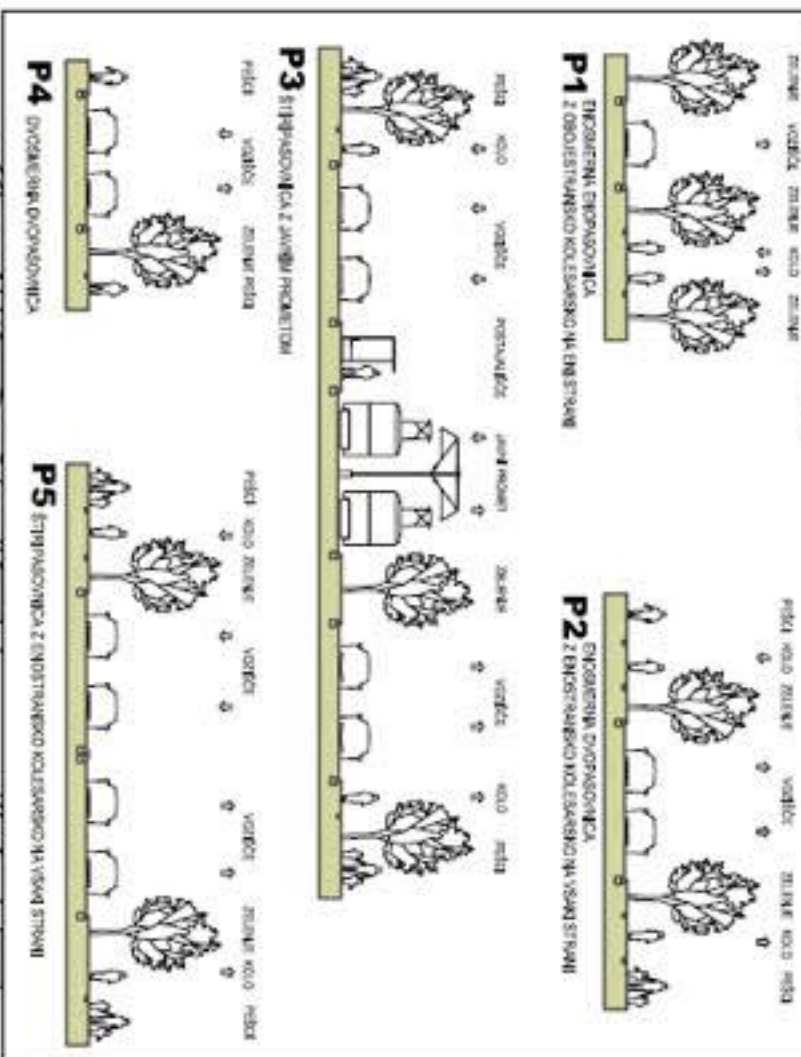 ZELENJE VOZIŠČE ZELENJE KOLO ZELENJE
P1 ENOSMERNA ENOPASOVNICA
Z OBOJESTRANSKO KOLESARSKO NA ENI STRANI
PEŠCI KOLO ZELENJE VOZIŠČE ZELENJE KOLO PEŠCI
P2 ENOSMERNA DVOPASOVNICA
Z ENOSTRANSKO KOLESARSKO NA VSAKI STRANI
PEŠCI KOLO VOZIŠČE POSTAJALIŠČE JAVNI PROMET ZELENJE VOZIŠČE KOLO PEŠCI
P3 ŠTIRIPASOVNICA Z JAVNIM PROMETOM
PEŠCI VOZIŠČE ZELENJE PEŠCI
P4 DVOSMERNA DVOPASOVNICA
PEŠCI KOLO ZELENJE VOZIŠČE VOZIŠČE ZELENJE KOLO PEŠCI
P5 ŠTIRIPASOVNICA Z ENOSTRANSKO KOLESARSKO NA VSAKI STRANI